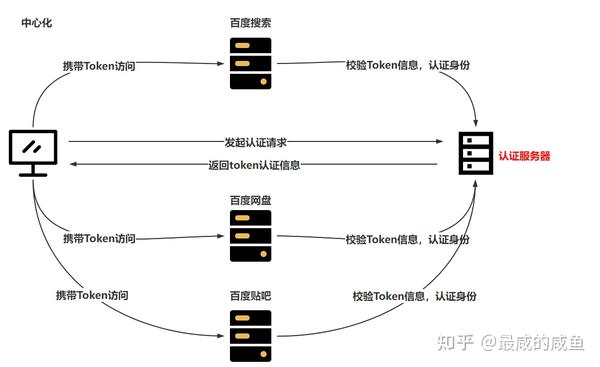 中心化
百度搜索
携带Token访问
校验Token信息，认证身份
发起认证请求
返回token认证信息
认证服务器
百度网盘
携带Token访问
校验Token信息，认证身份
百度贴吧
携带Token访问
校验Token信息，认证身份
知乎 @最咸的咸鱼